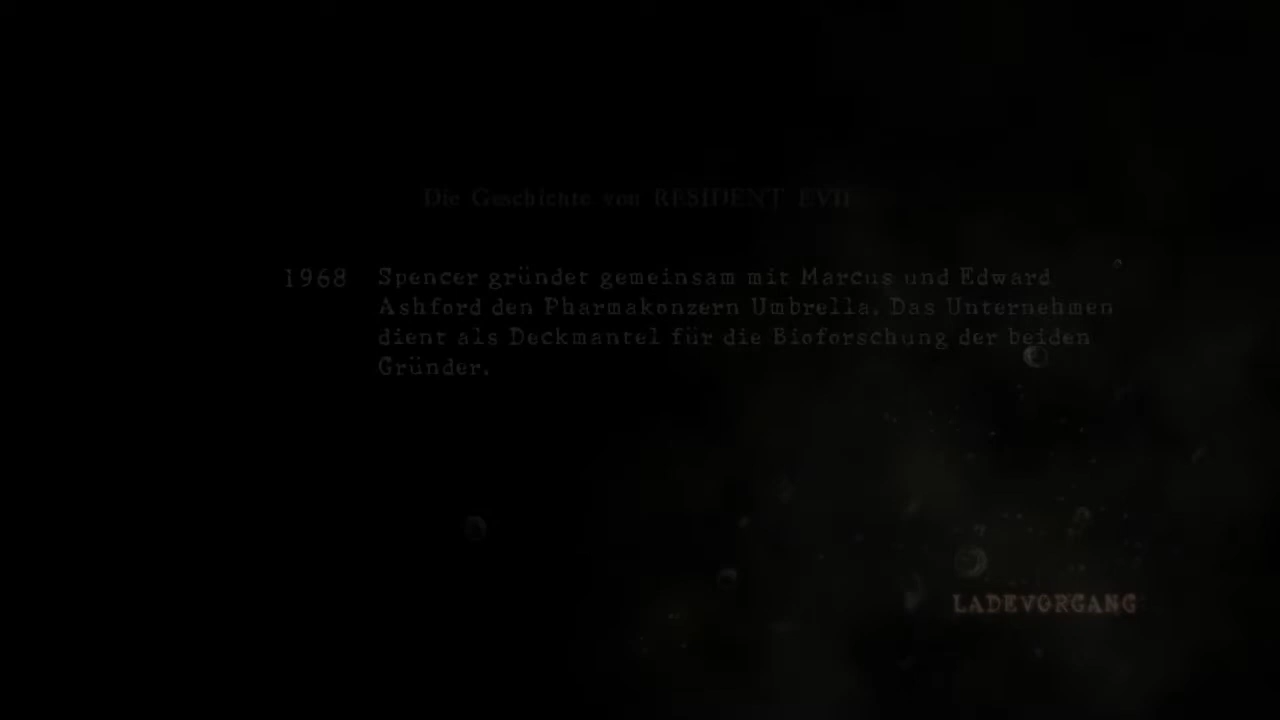 Die Geschichte von RESIDENT EVIL
1968 Spencer gründet gemeinsam mit Marcus und Edward
Ashford den Pharmakonzern Umbrella. Das Unternehmen
dient als Deckmantel für die Bioforschung der beiden
Gründer.
LADEVORGANG